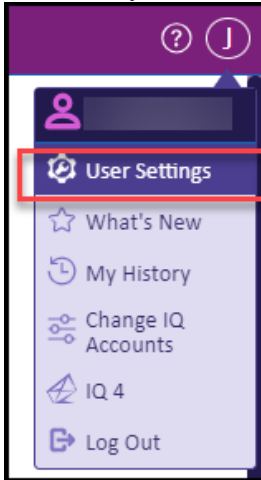 ? J
User Settings
What's New
My History
Change IQ
Accounts
IQ 4
Log Out